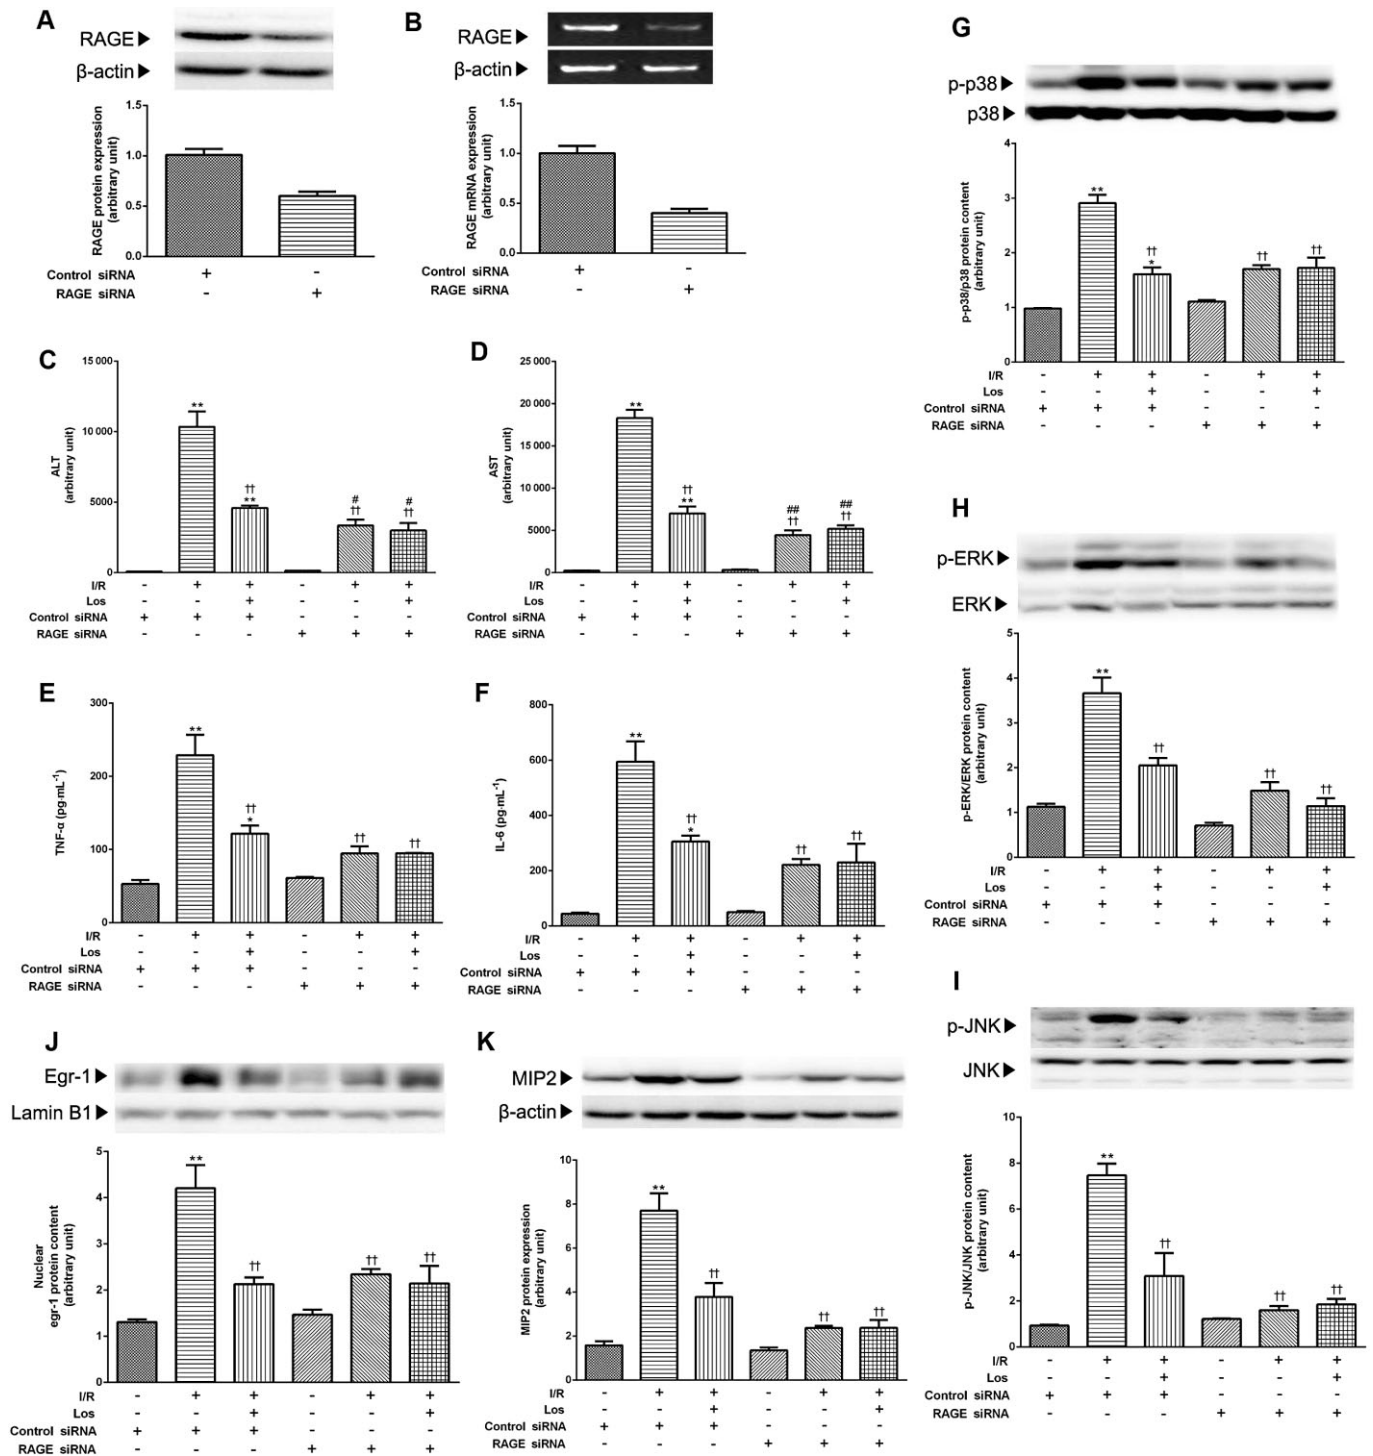 A
RAGE
β-actin
RAGE protein expression
(arbitrary unit)
1.5
1.0
0.5
0.0
Control siRNA + -
RAGE siRNA - +
B
RAGE
β-actin
RAGE mRNA expression
(arbitrary unit)
1.5
1.0
0.5
0.0
Control siRNA + -
RAGE siRNA - +
C
ALT
(arbitrary unit)
15 000
10 000
5000
0
** 
††
**
#
††
#
††
I/R - + + - + +
Los - - + - - +
Control siRNA + + + - - -
RAGE siRNA - - - + + +
D
AST
(arbitrary unit)
25 000
20 000
15 000
10 000
5000
0
**
††
**
##
††
##
††
I/R - + + - + +
Los - - + - - +
Control siRNA + + + - - -
RAGE siRNA - - - + + +
E
TNF-α (pg·mL-1)
300
200
100
0
**
††
*
††
††
I/R - + + - + +
Los - - + - - +
Control siRNA + + + - - -
RAGE siRNA - - - + + +
F
IL-6 (pg·mL-1)
800
600
400
200
0
**
††
*
††
††
I/R - + + - + +
Los - - + - - +
Control siRNA + + + - - -
RAGE siRNA - - - + + +
G
p-p38
p38
p-p38/p38 protein content
(arbitrary unit)
4
3
2
1
0
**
††
*
††
††
I/R - + + - + +
Los - - + - - +
Control siRNA + + + - - -
RAGE siRNA - - - + + +
H
p-ERK
ERK
p-ERK/ERK protein content
(arbitrary unit)
5
4
3
2
1
0
**
††
††
††
I/R - + + - + +
Los - - + - - +
Control siRNA + + + - - -
RAGE siRNA - - - + + +
I
p-JNK
JNK
p-JNK/JNK protein content
(arbitrary unit)
10
8
6
4
2
0
**
††
††
††
I/R - + + - + +
Los - - + - - +
Control siRNA + + + - - -
RAGE siRNA - - - + + +
J
Egr-1
Lamin B1
Nuclear
egr-1 protein content
(arbitrary unit)
5
4
3
2
1
0
**
††
††
††
I/R - + + - + +
Los - - + - - +
Control siRNA + + + - - -
RAGE siRNA - - - + + +
K
MIP2
β-actin
MIP2 protein expression
(arbitrary unit)
10
8
6
4
2
0
**
††
††
††
I/R - + + - + +
Los - - + - - +
Control siRNA + + + - - -
RAGE siRNA - - - + + +